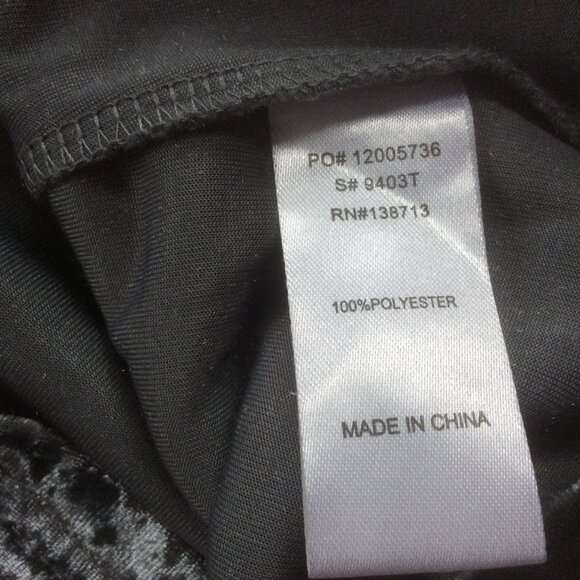 PO# 12005736
S# 9403T
RN#138713
100%POLYESTER
MADE IN CHINA